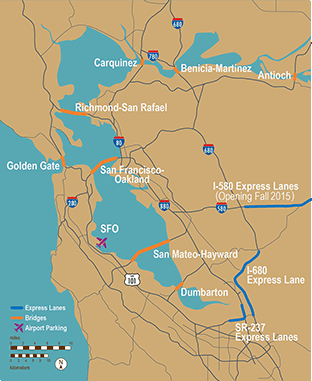 680
Carquinez
780
Benicia-Martinez
Antioch
Richmond-San Rafael
80
680
Golden Gate
San Francisco-
Oakland
I-580 Express Lanes
(Opening Fall 2015)
280
880
580
SFO
San Mateo-Hayward
I-680
Express Lane
US
101
Dumbarton
Express Lanes
Bridges
Airport Parking
SR-237
Express Lanes
miles
kilometers
N